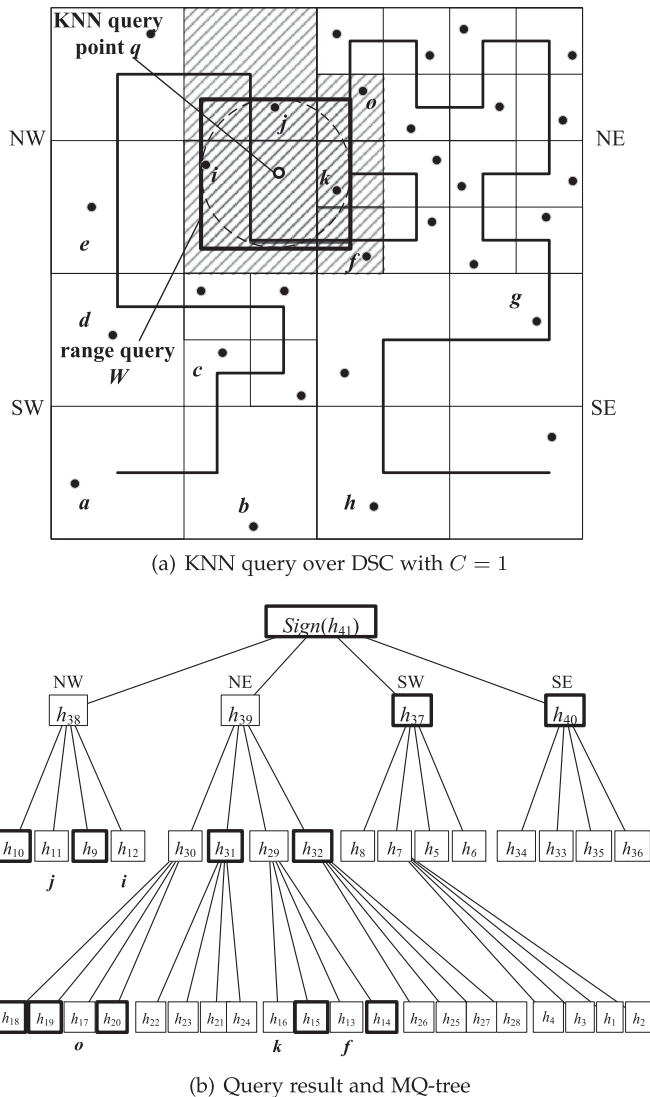 KNN query
point q
o
j
NW
NE
i
k
e
f
d
g
range query
W
c
SW
SE
a
b
h
(a) KNN query over DSC with C = 1
Sign(h41)
NW NE SW SE
h38 h39 h37 h40
h10 h11 h9 h12 h30 h31 h29 h32 h8 h7 h5 h6 h34 h33 h35 h36
j i
h18 h19 h17 h20 h22 h23 h21 h24 h16 h15 h13 h14 h26 h25 h27 h28 h4 h3 h1 h2
o k f
(b) Query result and MQ-tree